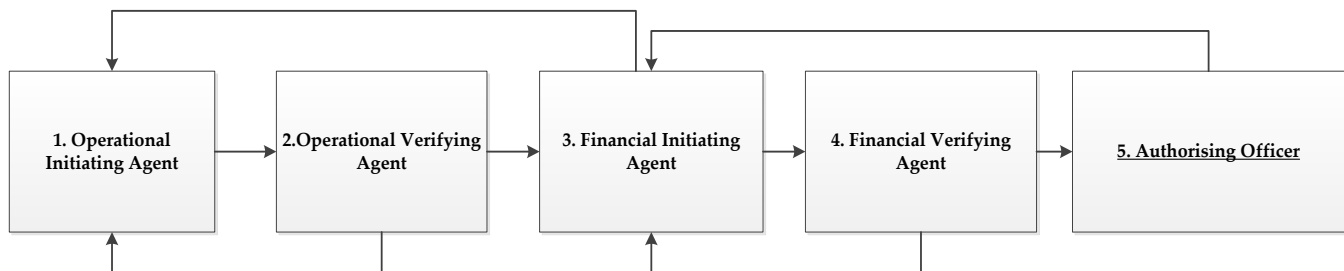 1. Operational
Initiating Agent
2.Operational Verifying
Agent
3. Financial Initiating
Agent
4. Financial Verifying
Agent
5. Authorising Officer